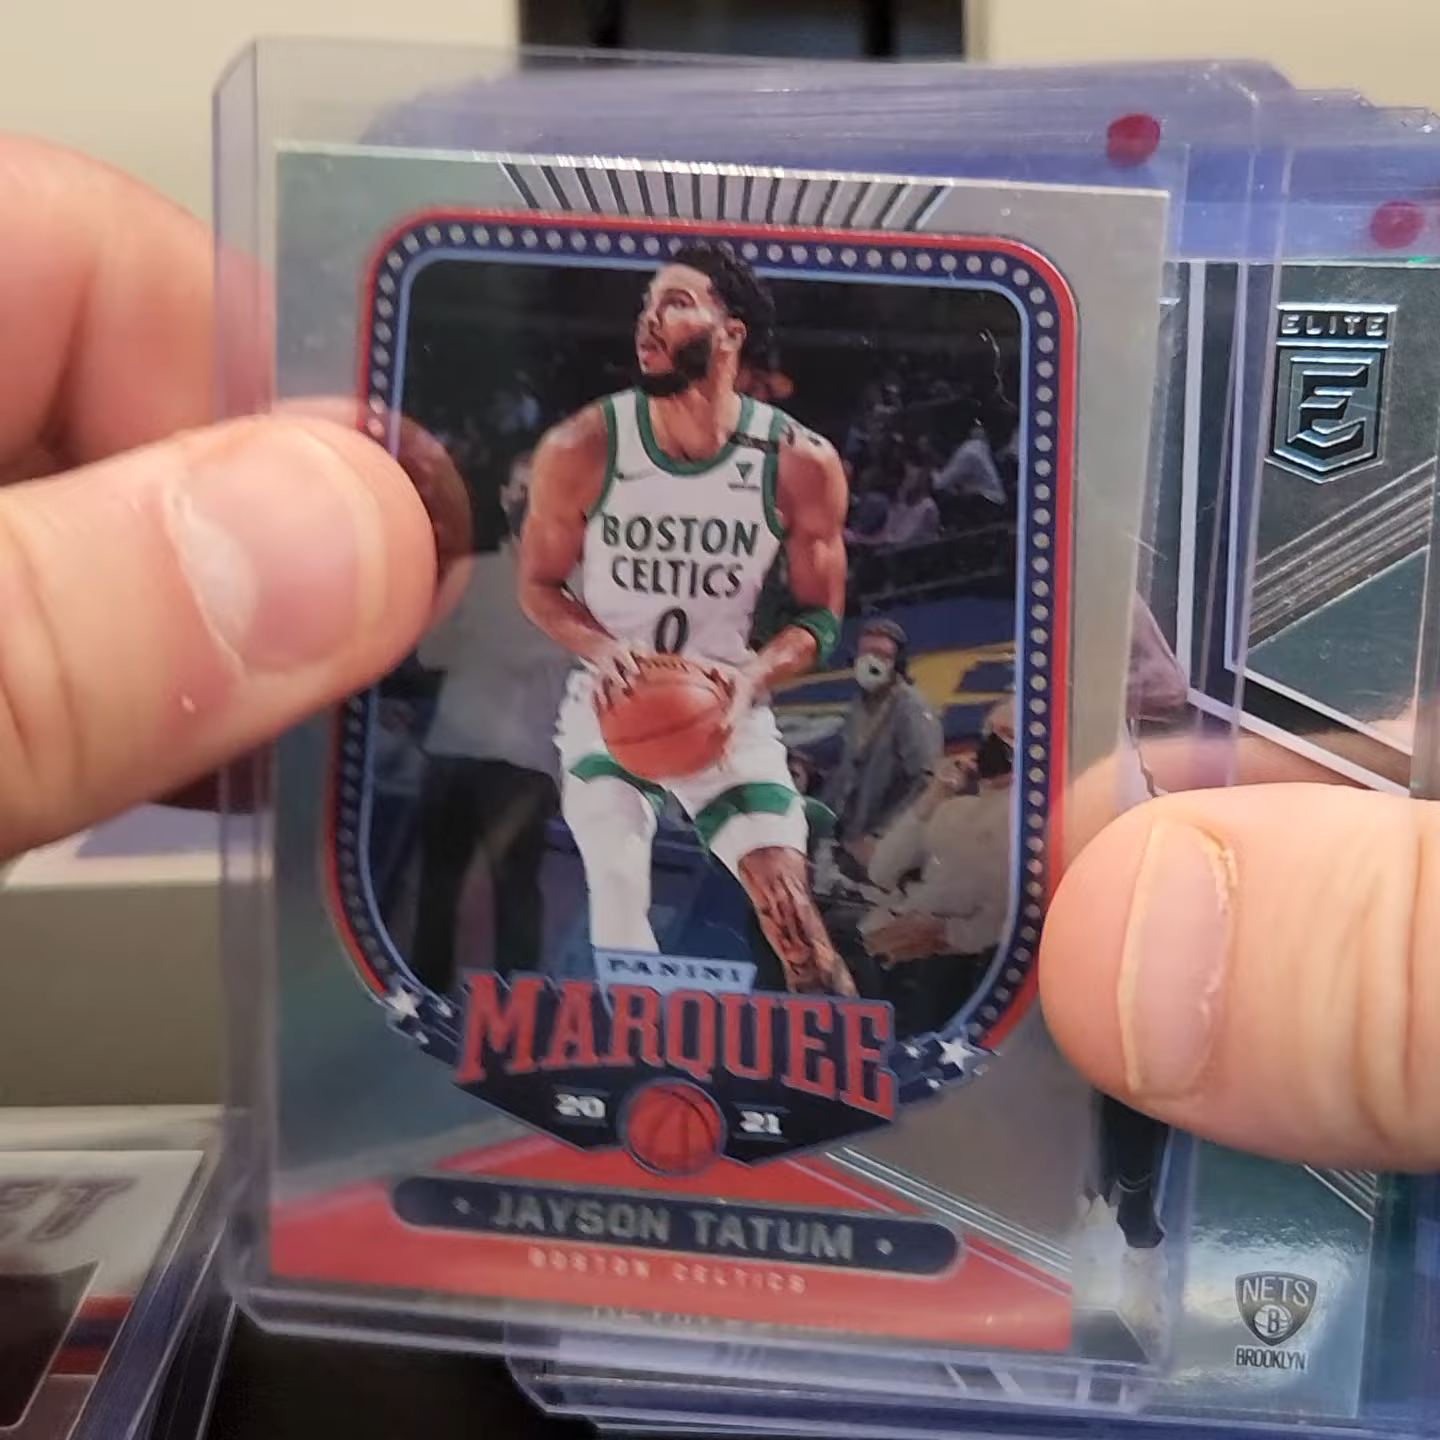 ELITE
E
BOSTON
CELTICS
0
PANINI
MARQUEE
20 21
JAYSON TATUM
BOSTON CELTICS
NETS
B
BROOKLYN